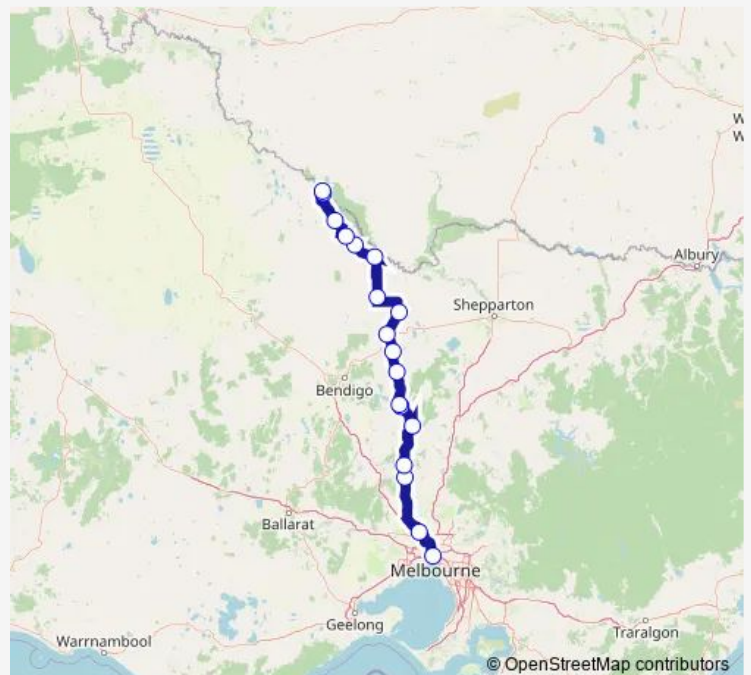 W
W
Albury
Shepparton
Bendigo
Ballarat
Melbourne
Geelong
Traralgon
Warrnambool
© OpenStreetMap contributors